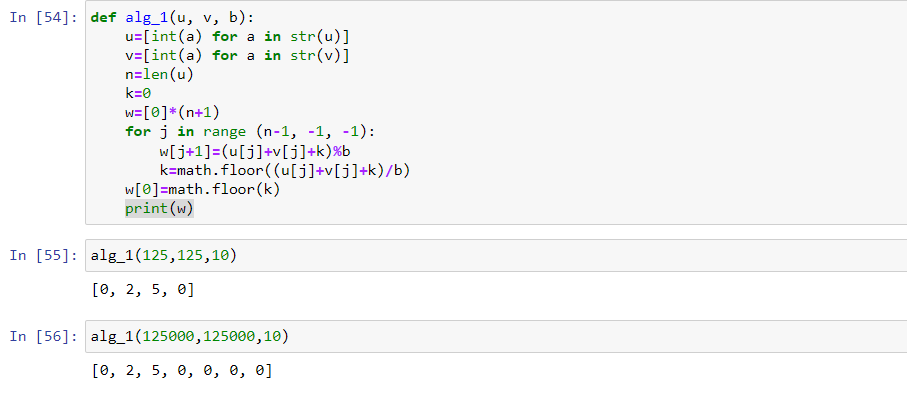 In [54]: def alg_1(u, v, b):
    u=[int(a) for a in str(u)]
    v=[int(a) for a in str(v)]
    n=len(u)
    k=0
    w=[0]*(n+1)
    for j in range (n-1, -1, -1):
        w[j+1]=(u[j]+v[j]+k)%b
        k=math.floor((u[j]+v[j]+k)/b)
    w[0]=math.floor(k)
    print(w)
In [55]: alg_1(125,125,10)
[0, 2, 5, 0]
In [56]: alg_1(125000,125000,10)
[0, 2, 5, 0, 0, 0, 0]